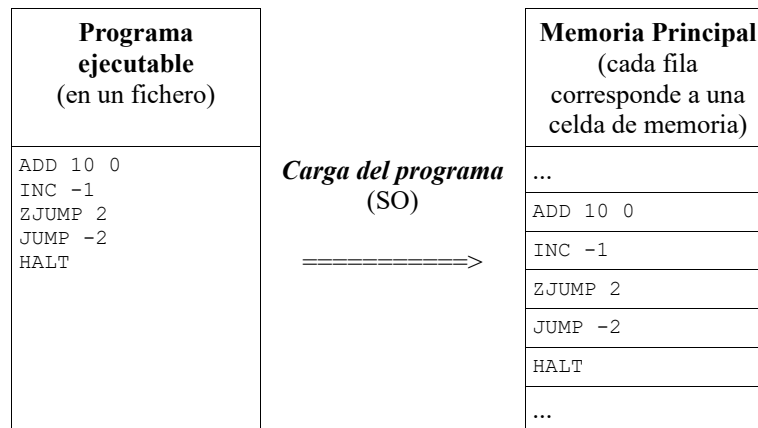 Programa
ejecutable
(en un fichero)
ADD 10 0
INC -1
ZJUMP 2
JUMP -2
HALT
Carga del programa
(SO)
===========>
Memoria Principal
(cada fila
corresponde a una
celda de memoria)
...
ADD 10 0
INC -1
ZJUMP 2
JUMP -2
HALT
...